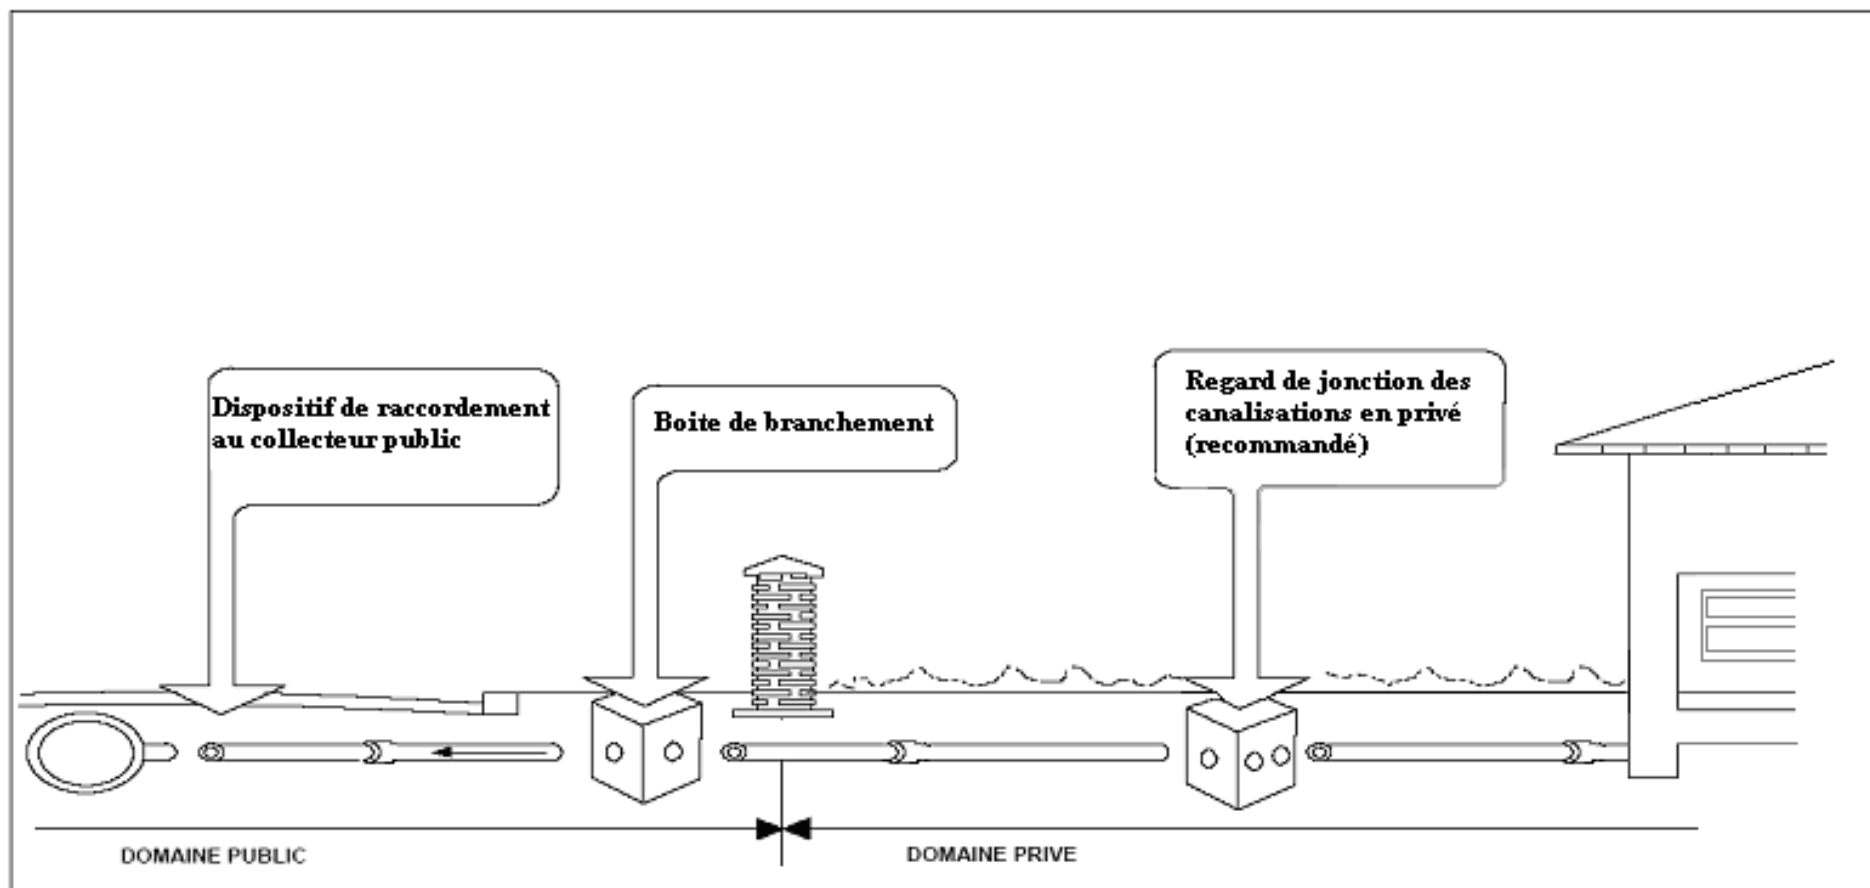 Dispositif de raccordement
au collecteur public
Boite de branchement
Regard de jonction des
canalisations en privé
(recommandé)
DOMAINE PUBLIC
DOMAINE PRIVE